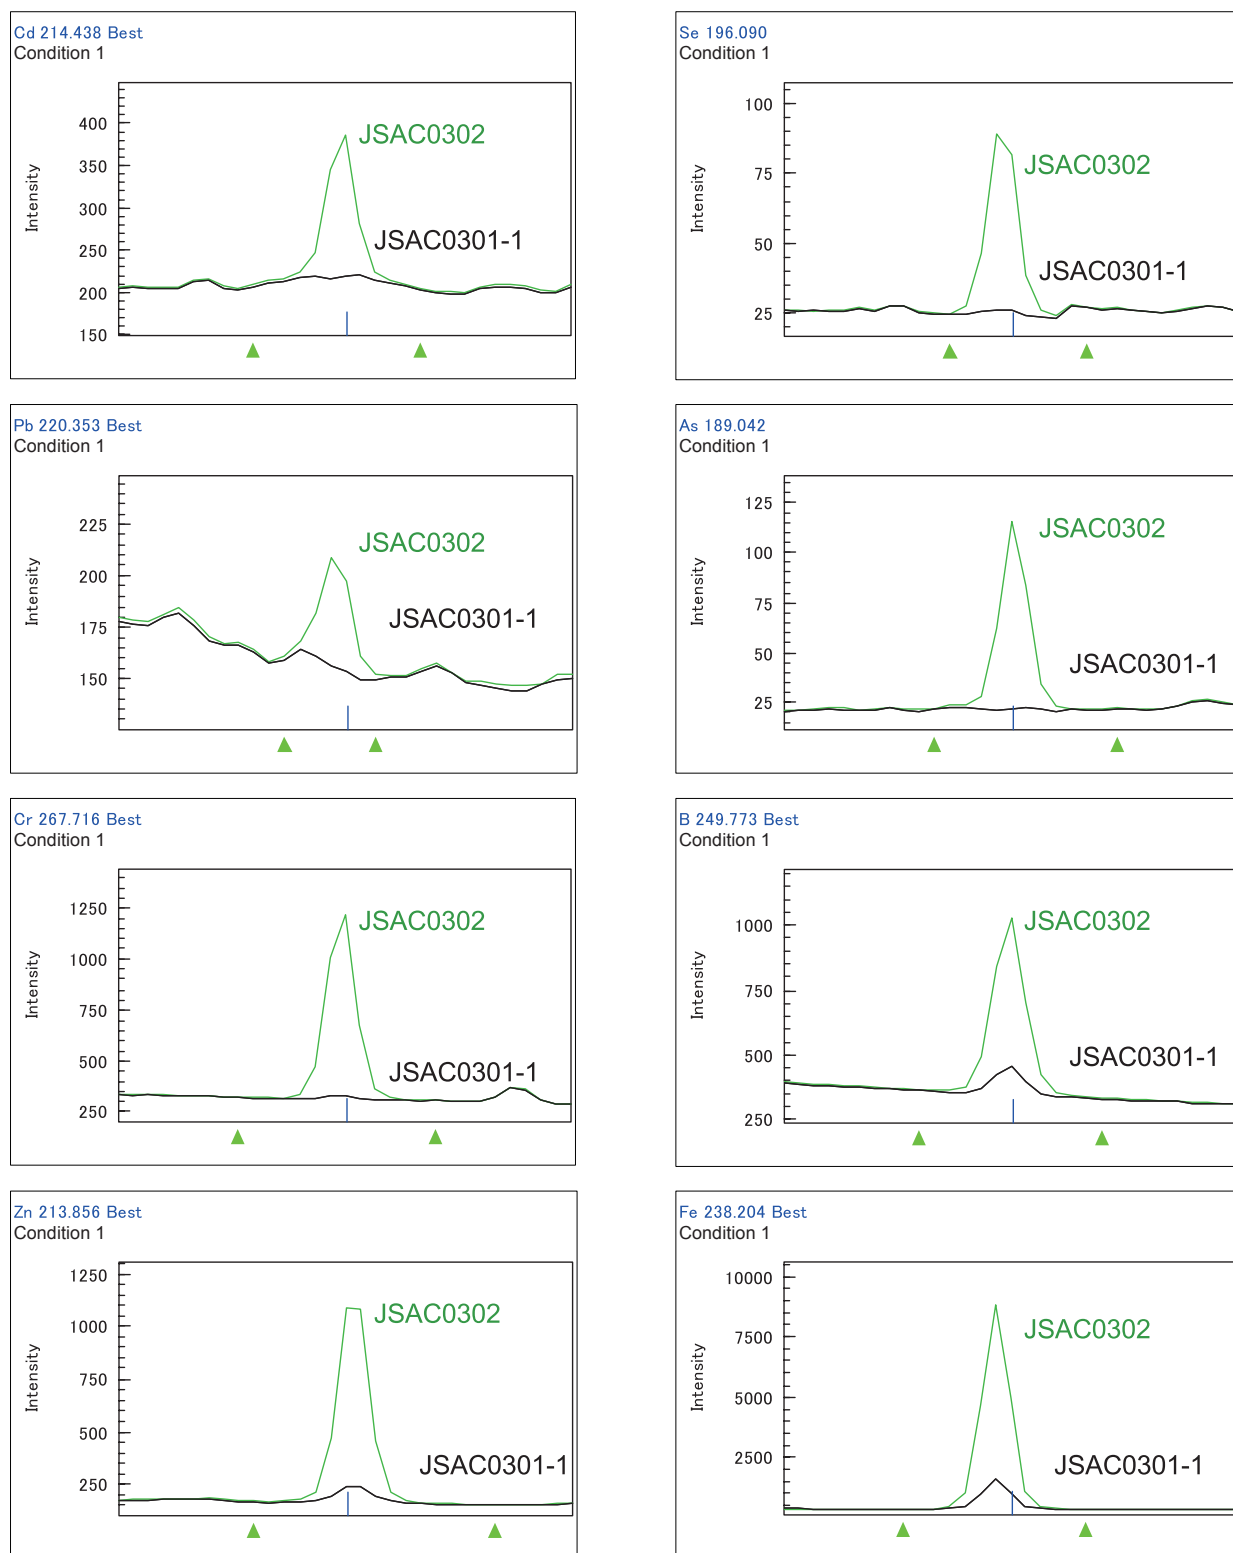 Cd 214.438 Best
Condition 1
400
350
300
250
200
150
Intensity
JSAC0302
JSAC0301-1
Se 196.090
Condition 1
100
75
50
25
Intensity
JSAC0302
JSAC0301-1
Pb 220.353 Best
Condition 1
225
200
175
150
Intensity
JSAC0302
JSAC0301-1
As 189.042
Condition 1
125
100
75
50
25
Intensity
JSAC0302
JSAC0301-1
Cr 267.716 Best
Condition 1
1250
1000
750
500
250
Intensity
JSAC0302
JSAC0301-1
B 249.773 Best
Condition 1
1000
750
500
250
Intensity
JSAC0302
JSAC0301-1
Zn 213.856 Best
Condition 1
1250
1000
750
500
250
Intensity
JSAC0302
JSAC0301-1
Fe 238.204 Best
Condition 1
10000
7500
5000
2500
Intensity
JSAC0302
JSAC0301-1